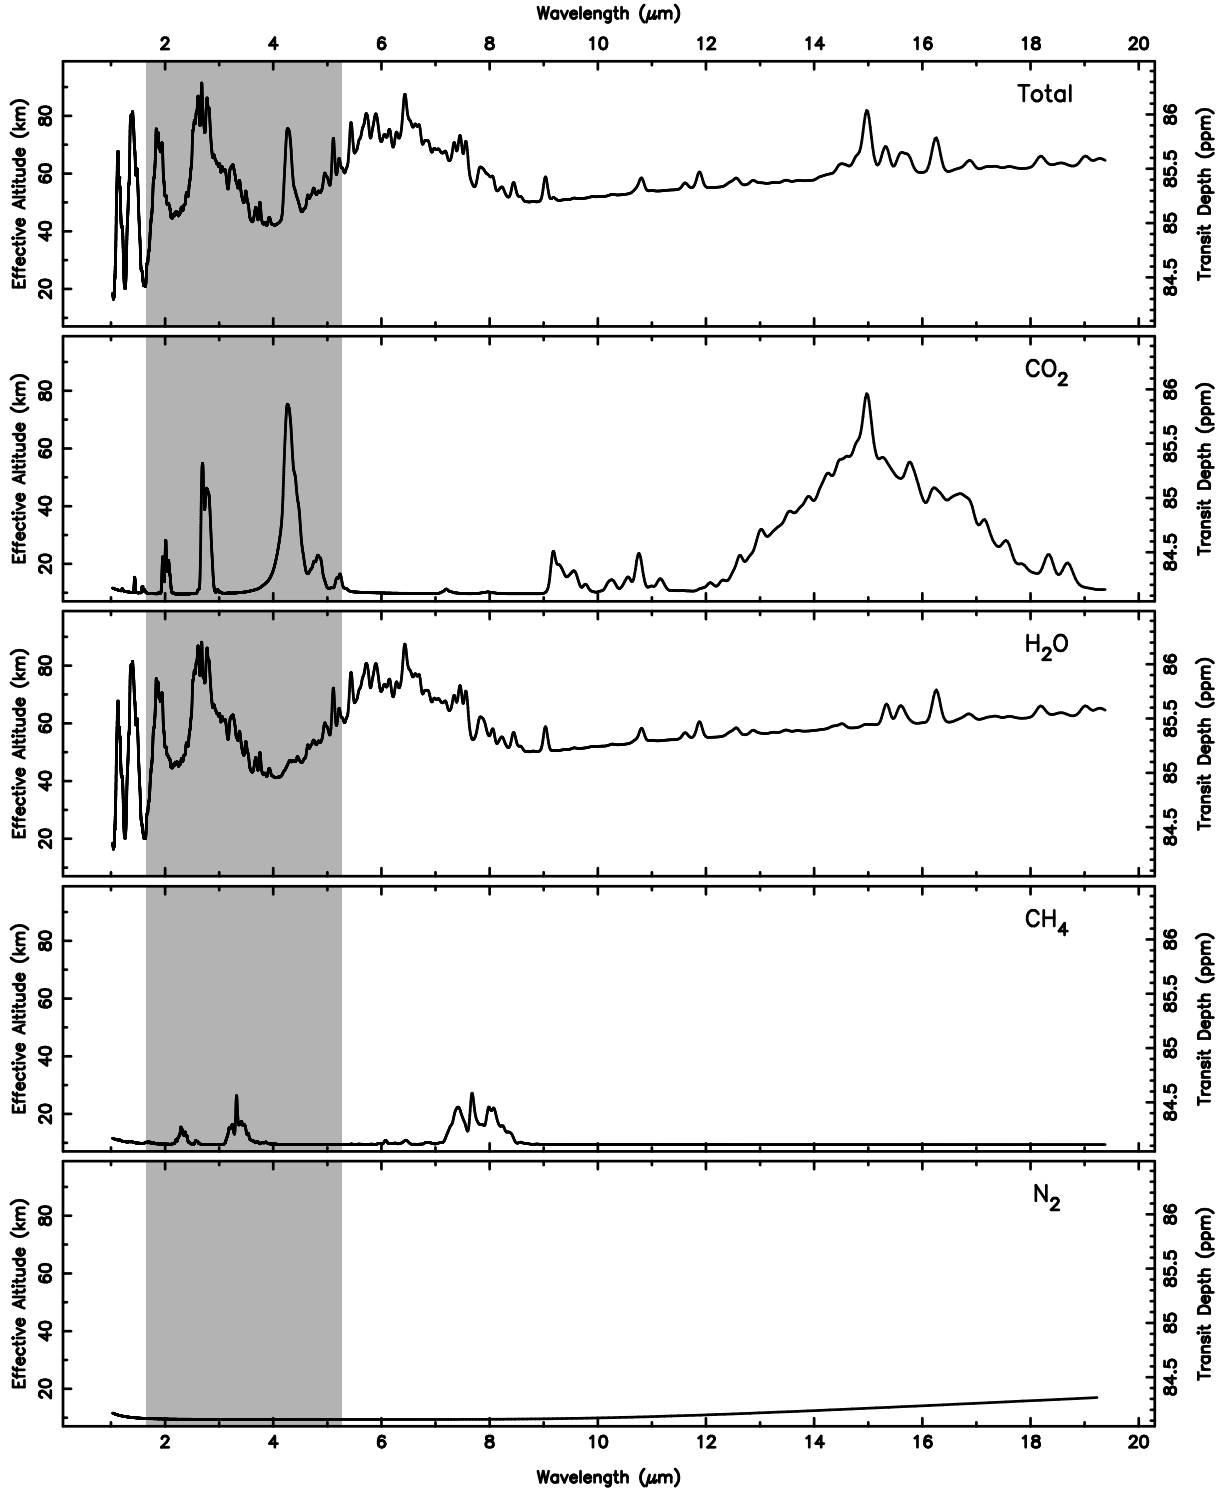 Wavelength (μm)
2 4 6 8 10 12 14 16 18 20
Effective Altitude (km)
20 40 60 80
Total
84.5 85 85.5 86
Transit Depth (ppm)
Effective Altitude (km)
20 40 60 80
CO2
84.5 85 85.5 86
Transit Depth (ppm)
Effective Altitude (km)
20 40 60 80
H2O
84.5 85 85.5 86
Transit Depth (ppm)
Effective Altitude (km)
20 40 60 80
CH4
84.5 85 85.5 86
Transit Depth (ppm)
Effective Altitude (km)
20 40 60 80
N2
84.5 85 85.5 86
Transit Depth (ppm)
2 4 6 8 10 12 14 16 18 20
Wavelength (μm)